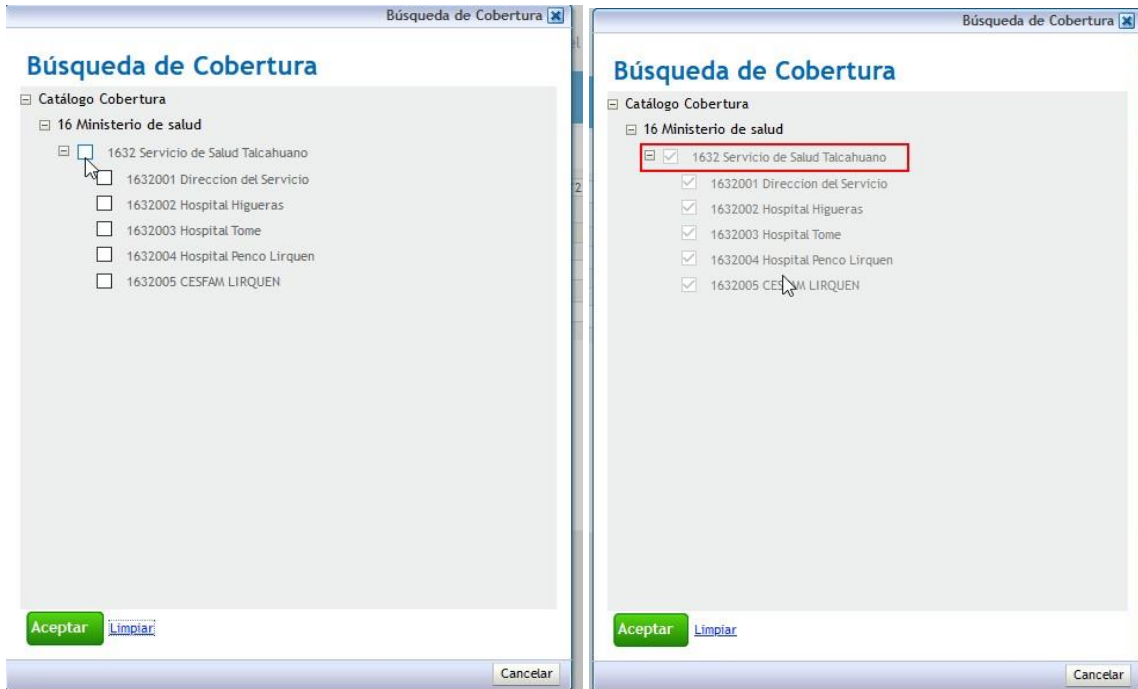 Búsqueda de Cobertura
Búsqueda de Cobertura
Catálogo Cobertura
16 Ministerio de salud
1632 Servicio de Salud Talcahuano
1632001 Direccion del Servicio
1632002 Hospital Higueras
1632003 Hospital Tome
1632004 Hospital Penco Lirquen
1632005 CESFAM LIRQUEN
Aceptar Limpiar
Cancelar
Búsqueda de Cobertura
Búsqueda de Cobertura
Catálogo Cobertura
16 Ministerio de salud
1632 Servicio de Salud Talcahuano
1632001 Direccion del Servicio
1632002 Hospital Higueras
1632003 Hospital Tome
1632004 Hospital Penco Lirquen
1632005 CESFAM LIRQUEN
Aceptar Limpiar
Cancelar